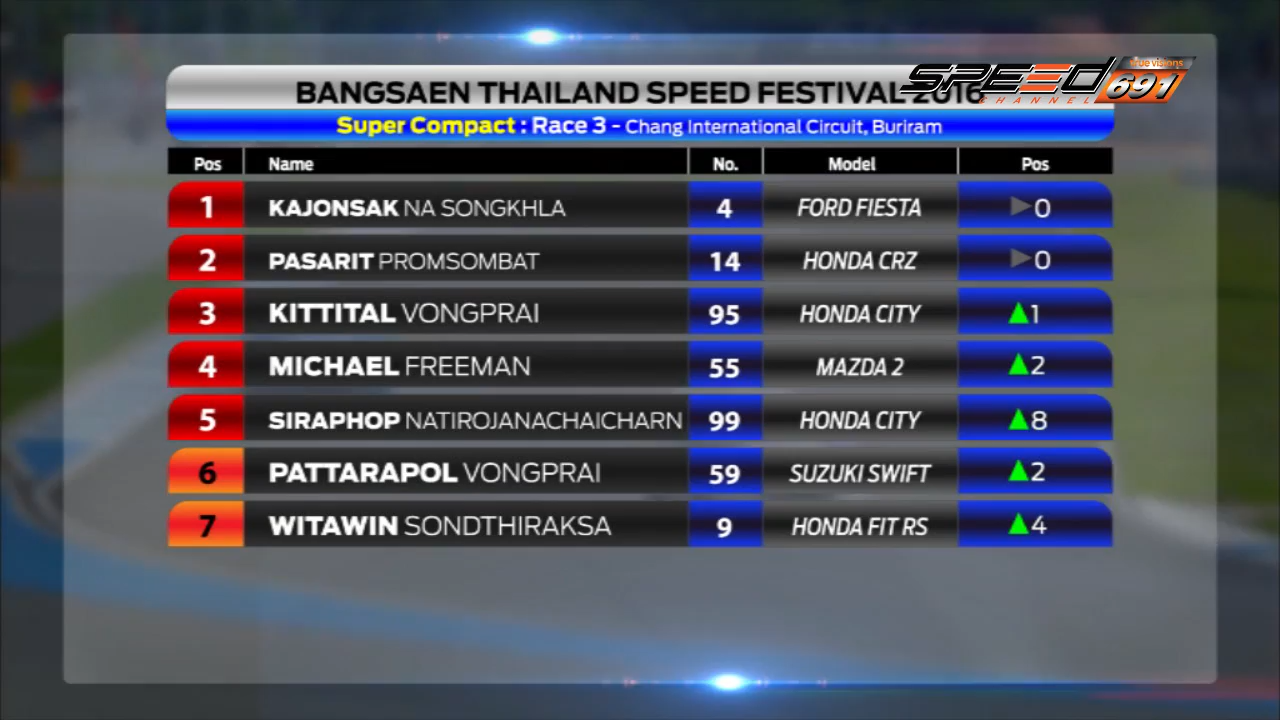 BANGSAEN THAILAND SPEED FESTIVAL 2016
SPEED CHANNEL true visions 691
Super Compact : Race 3 - Chang International Circuit, Buriram
Pos Name No. Model Pos
1 KAJONSAK NA SONGKHLA 4 FORD FIESTA ▶0
2 PASARIT PROMSOMBAT 14 HONDA CRZ ▶0
3 KITTITAL VONGPRAI 95 HONDA CITY ▲1
4 MICHAEL FREEMAN 55 MAZDA 2 ▲2
5 SIRAPHOP NATIROJANACHAICHARN 99 HONDA CITY ▲8
6 PATTARAPOL VONGPRAI 59 SUZUKI SWIFT ▲2
7 WITAWIN SONDTHIRAKSA 9 HONDA FIT RS ▲4